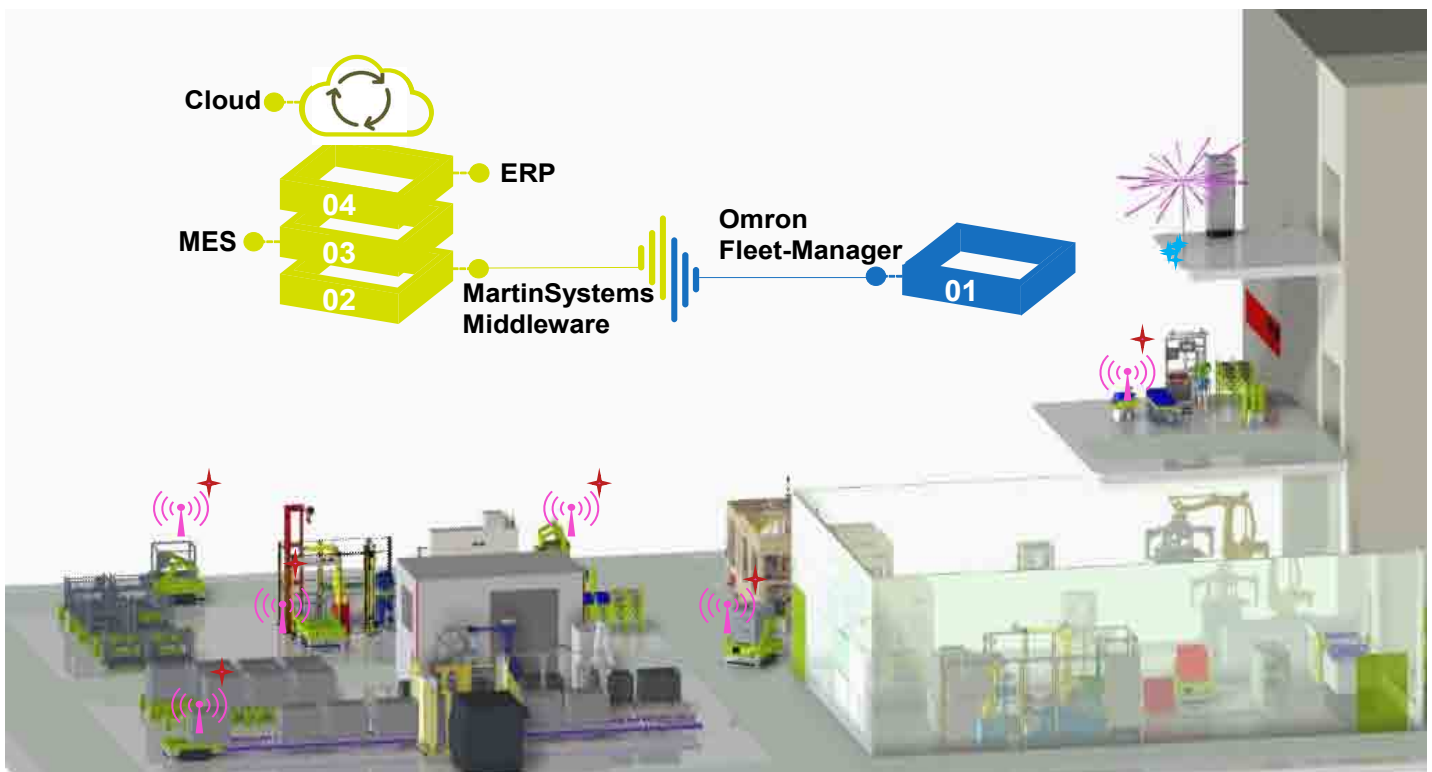 Cloud
ERP
04
MES
03
02
MartinSystems
Middleware
Omron
Fleet-Manager
01